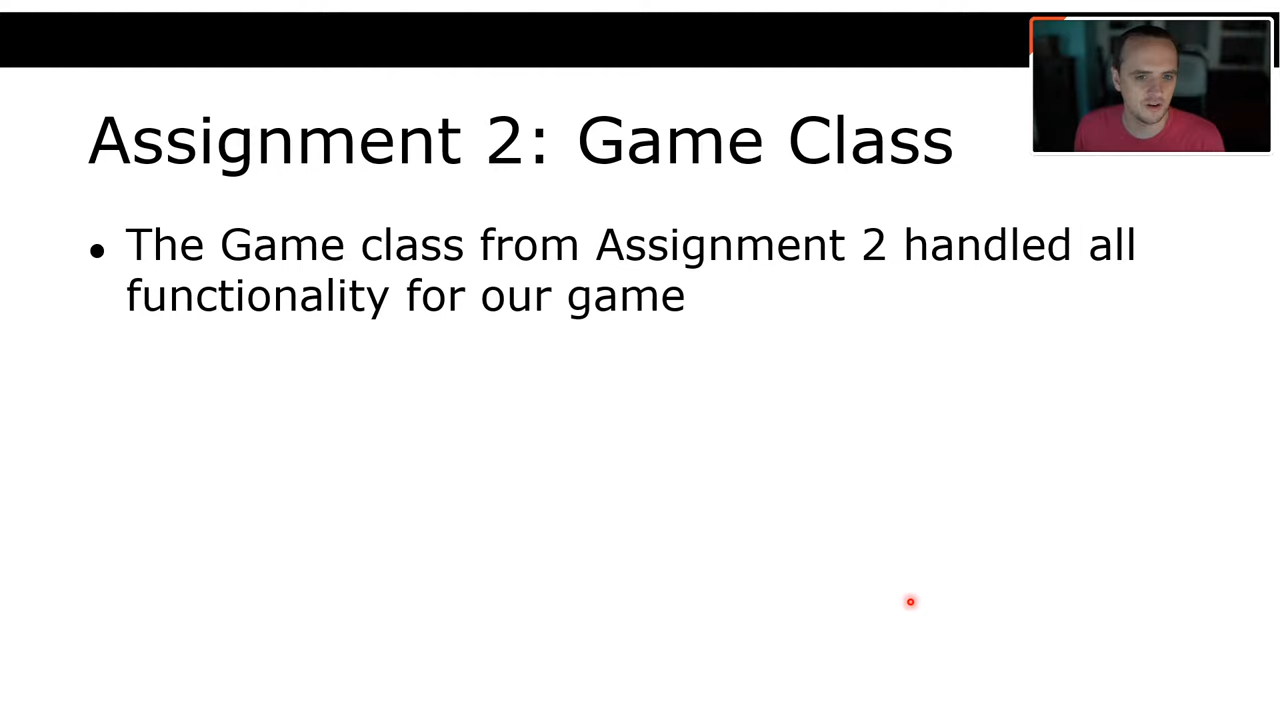 Assignment 2: Game Class
• The Game class from Assignment 2 handled all
functionality for our game